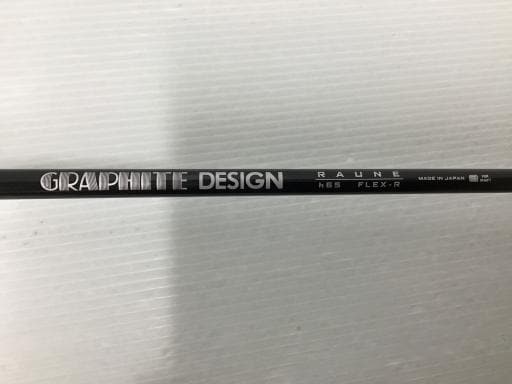 GRAPHITE DESIGN
RAUNE
h65 FLEX-R
MADE IN JAPAN